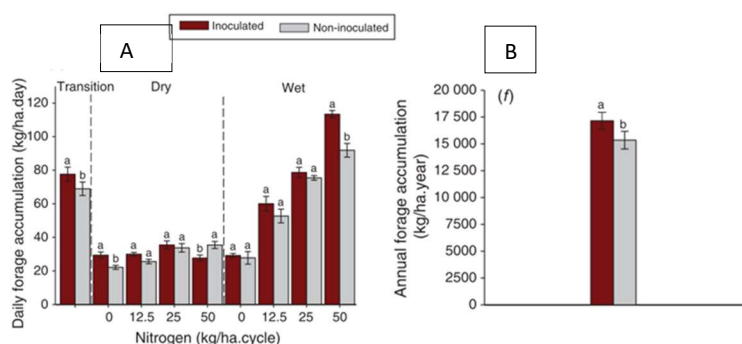 Inoculated Non-inoculated
A
B
Transition Dry Wet
Daily forage accumulation (kg/ha.day)
120
100
80
60
40
20
0
a b a b a a a a b a a a a a a a a b
0 12.5 25 50 0 12.5 25 50
Nitrogen (kg/ha.cycle)
(f)
Annual forage accumulation
(kg/ha.year)
20 000
17 500
15 000
12 500
10 000
7500
5000
2500
0
a b